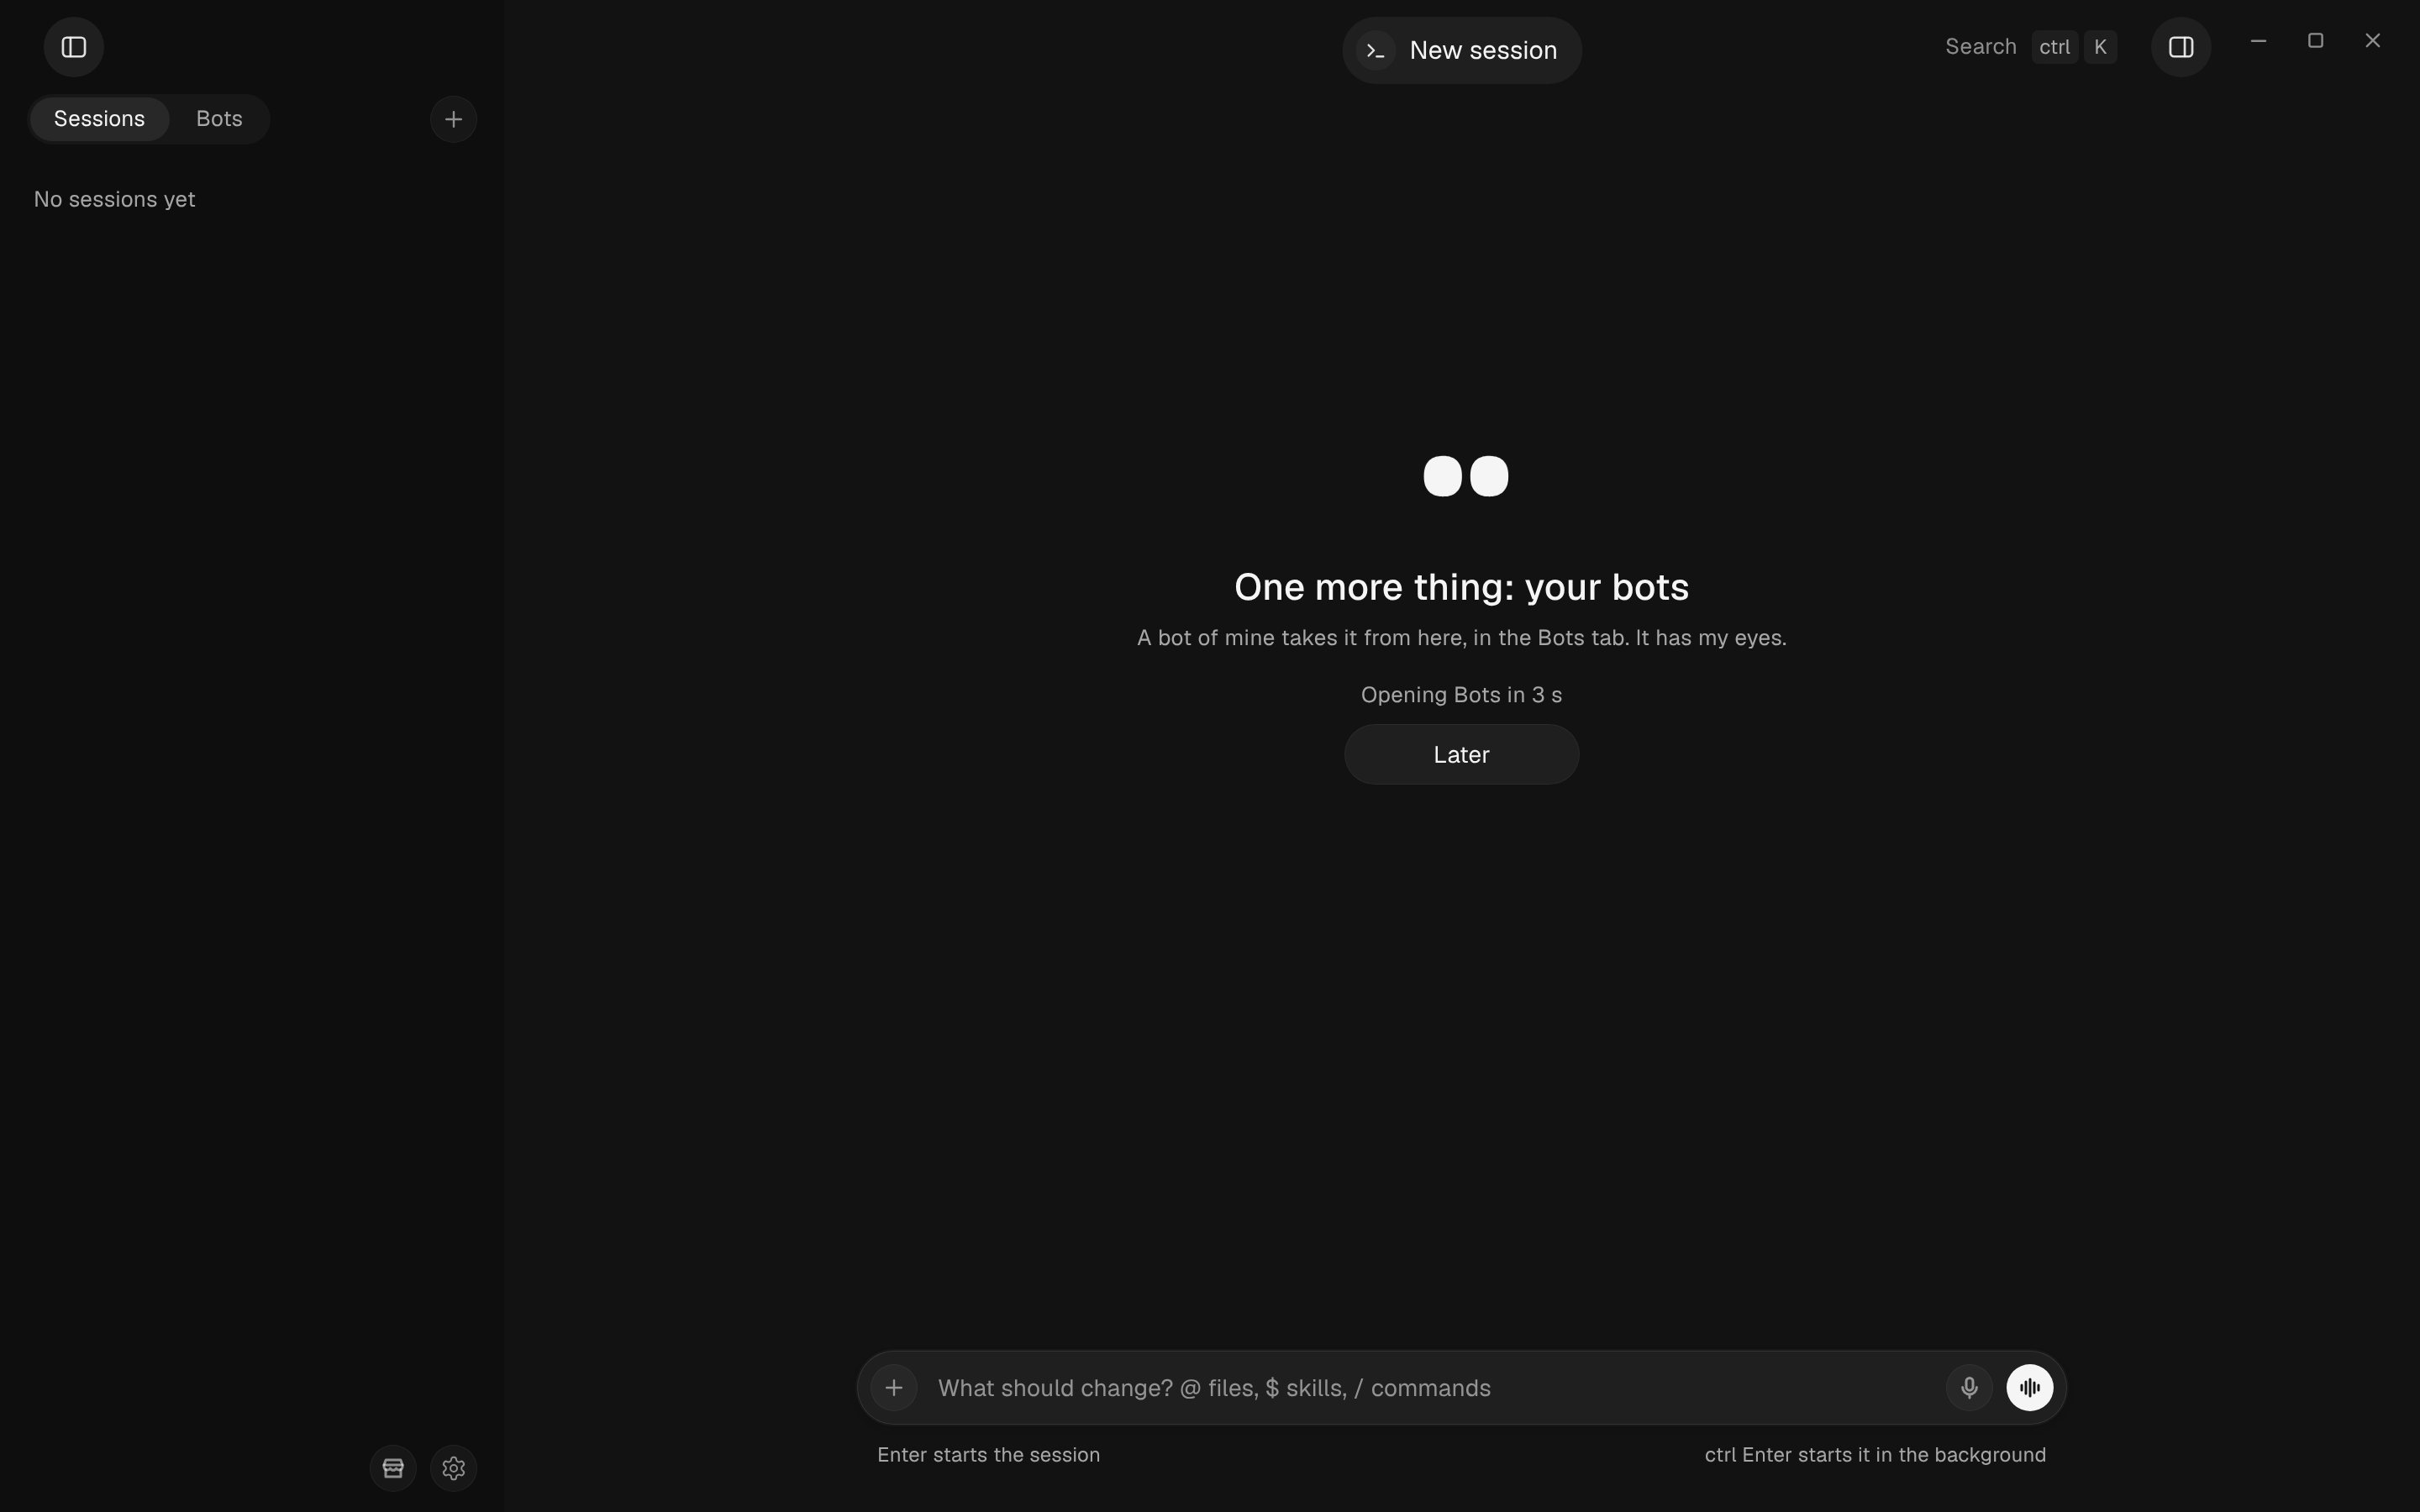 New session
Search ctrl K
Sessions Bots
No sessions yet
One more thing: your bots
A bot of mine takes it from here, in the Bots tab. It has my eyes.
Opening Bots in 3 s
Later
What should change? @ files, $ skills, / commands
Enter starts the session
ctrl Enter starts it in the background